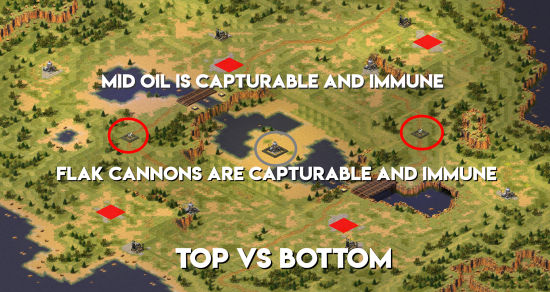 MID OIL IS CAPTURABLE AND IMMUNE
FLAK CANNONS ARE CAPTURABLE AND IMMUNE
TOP VS BOTTOM